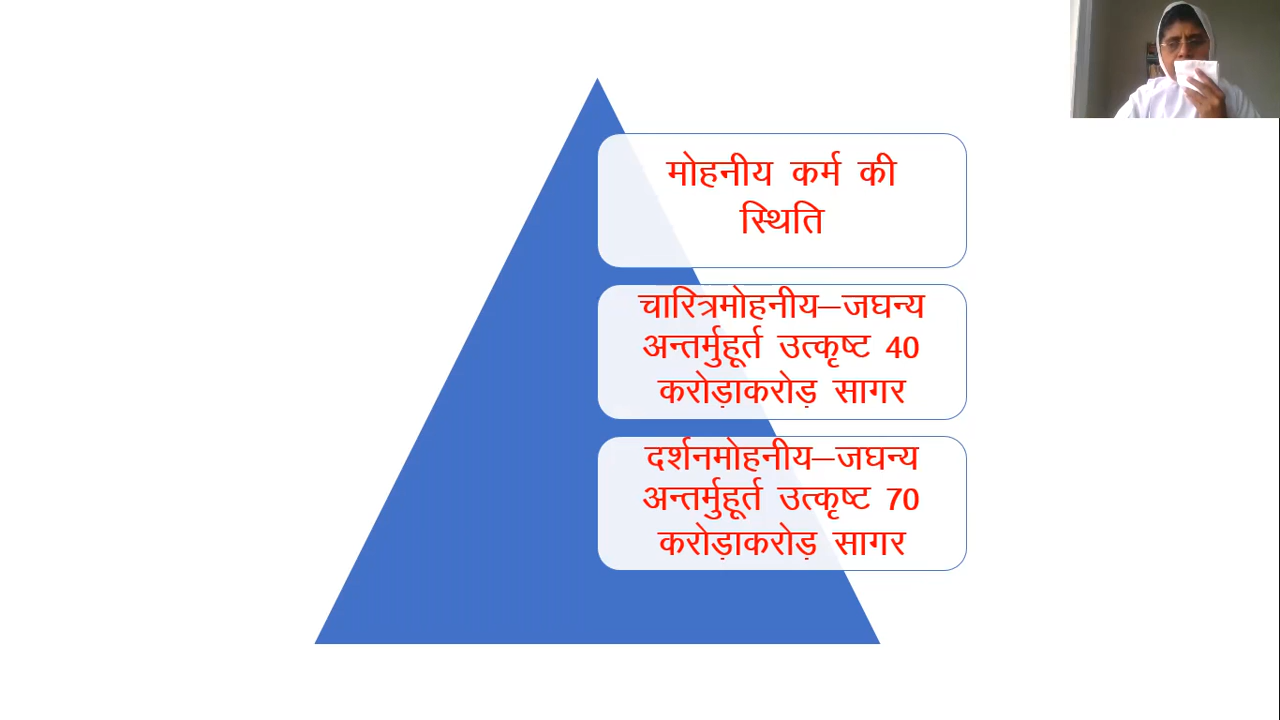 मोहनीय कर्म की
स्थिति
चारित्रमोहनीय–जघन्य
अन्तर्मुहूर्त उत्कृष्ट 40
करोड़ाकरोड़ सागर
दर्शनमोहनीय–जघन्य
अन्तर्मुहूर्त उत्कृष्ट 70
करोड़ाकरोड़ सागर